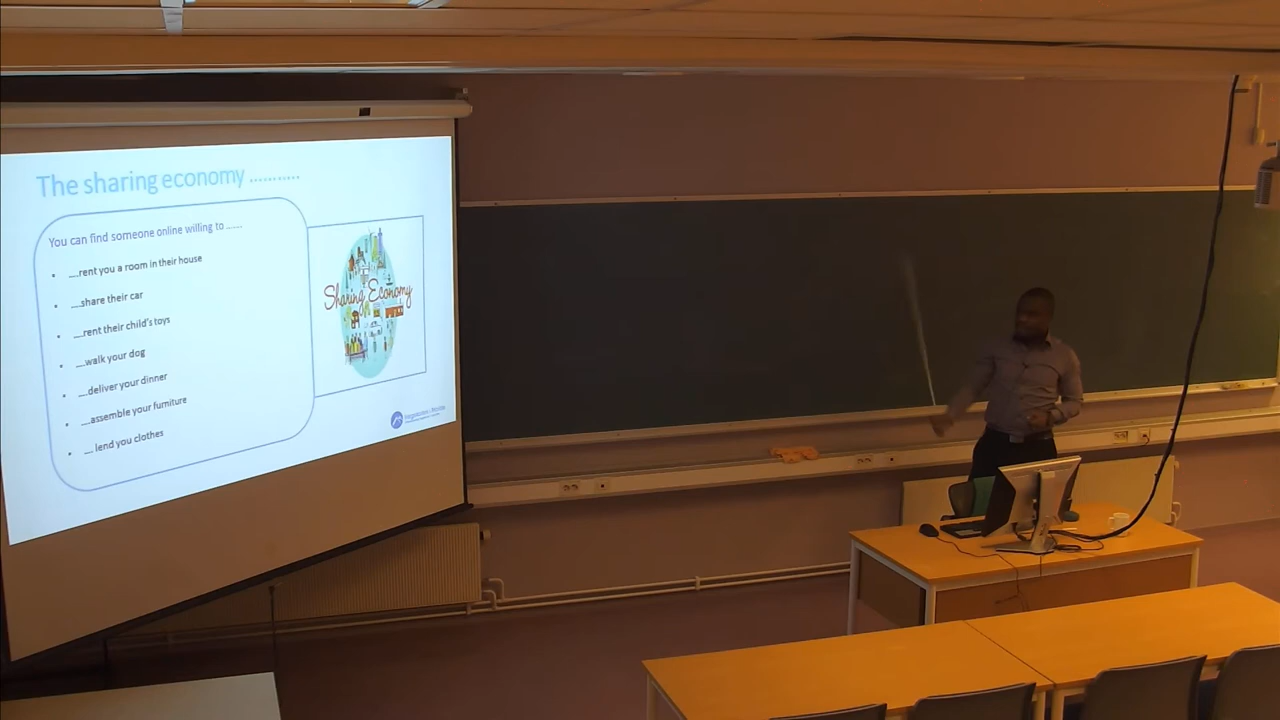 The sharing economy ...........
You can find someone online willing to ......
....rent you a room in their house
....share their car
....rent their child's toys
....walk your dog
....deliver your dinner
....assemble your furniture
.... lend you clothes
Sharing Economy